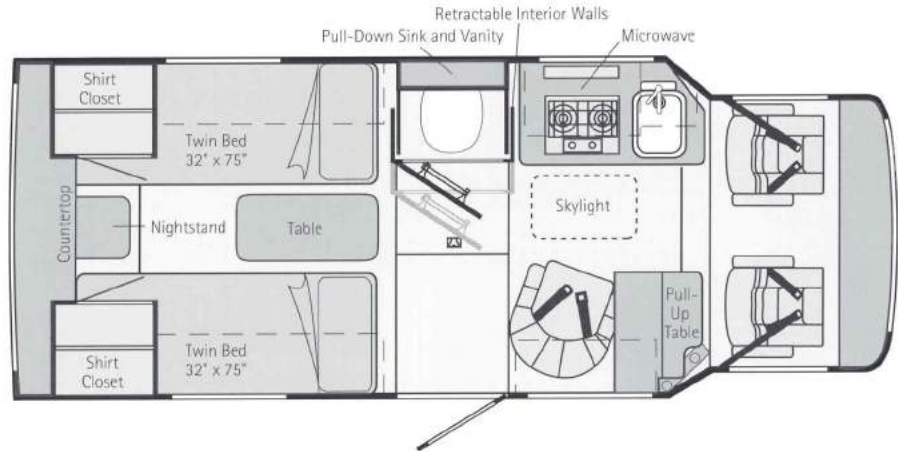 Retractable Interior Walls
Pull-Down Sink and Vanity
Microwave
Shirt
Closet
Twin Bed
32" x 75"
Countertop
Nightstand
Table
Skylight
Pull-
Up
Table
Twin Bed
32" x 75"
Shirt
Closet